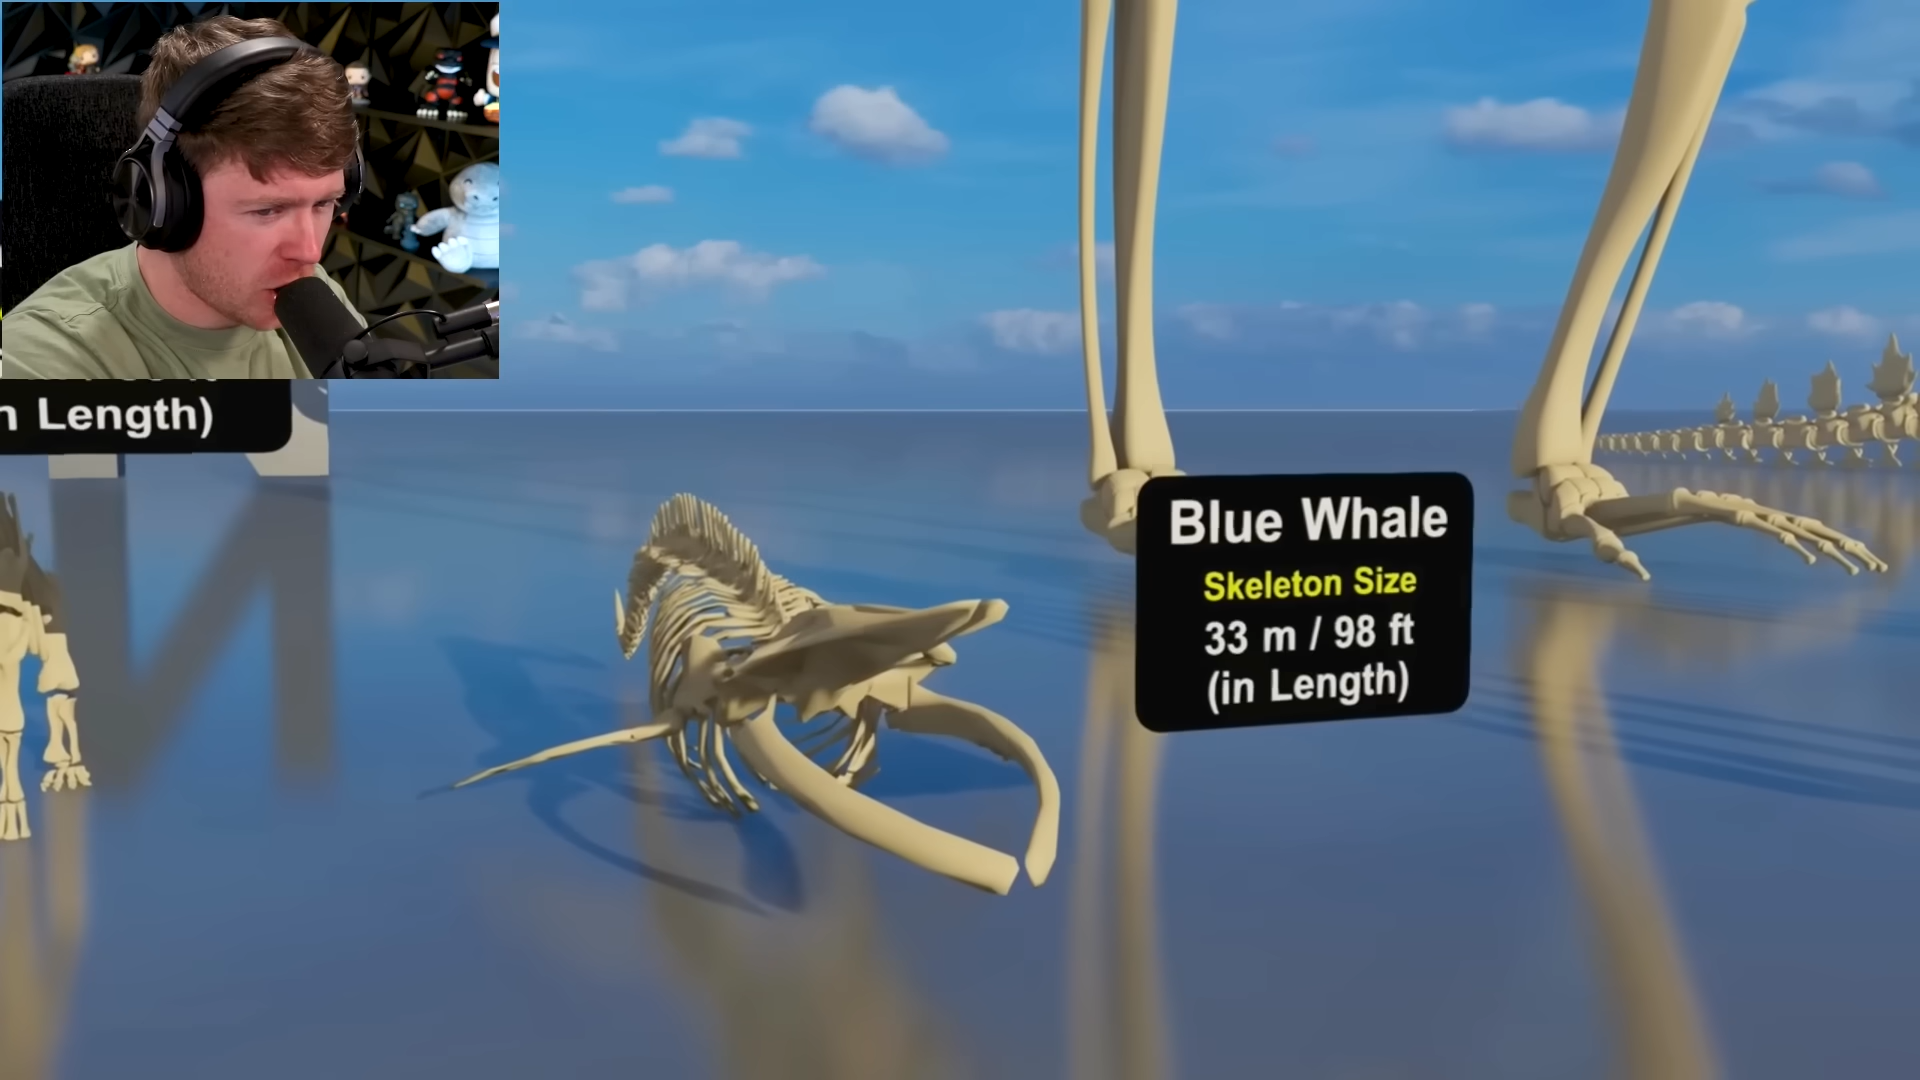 n Length)
Blue Whale
Skeleton Size
33 m / 98 ft
(in Length)